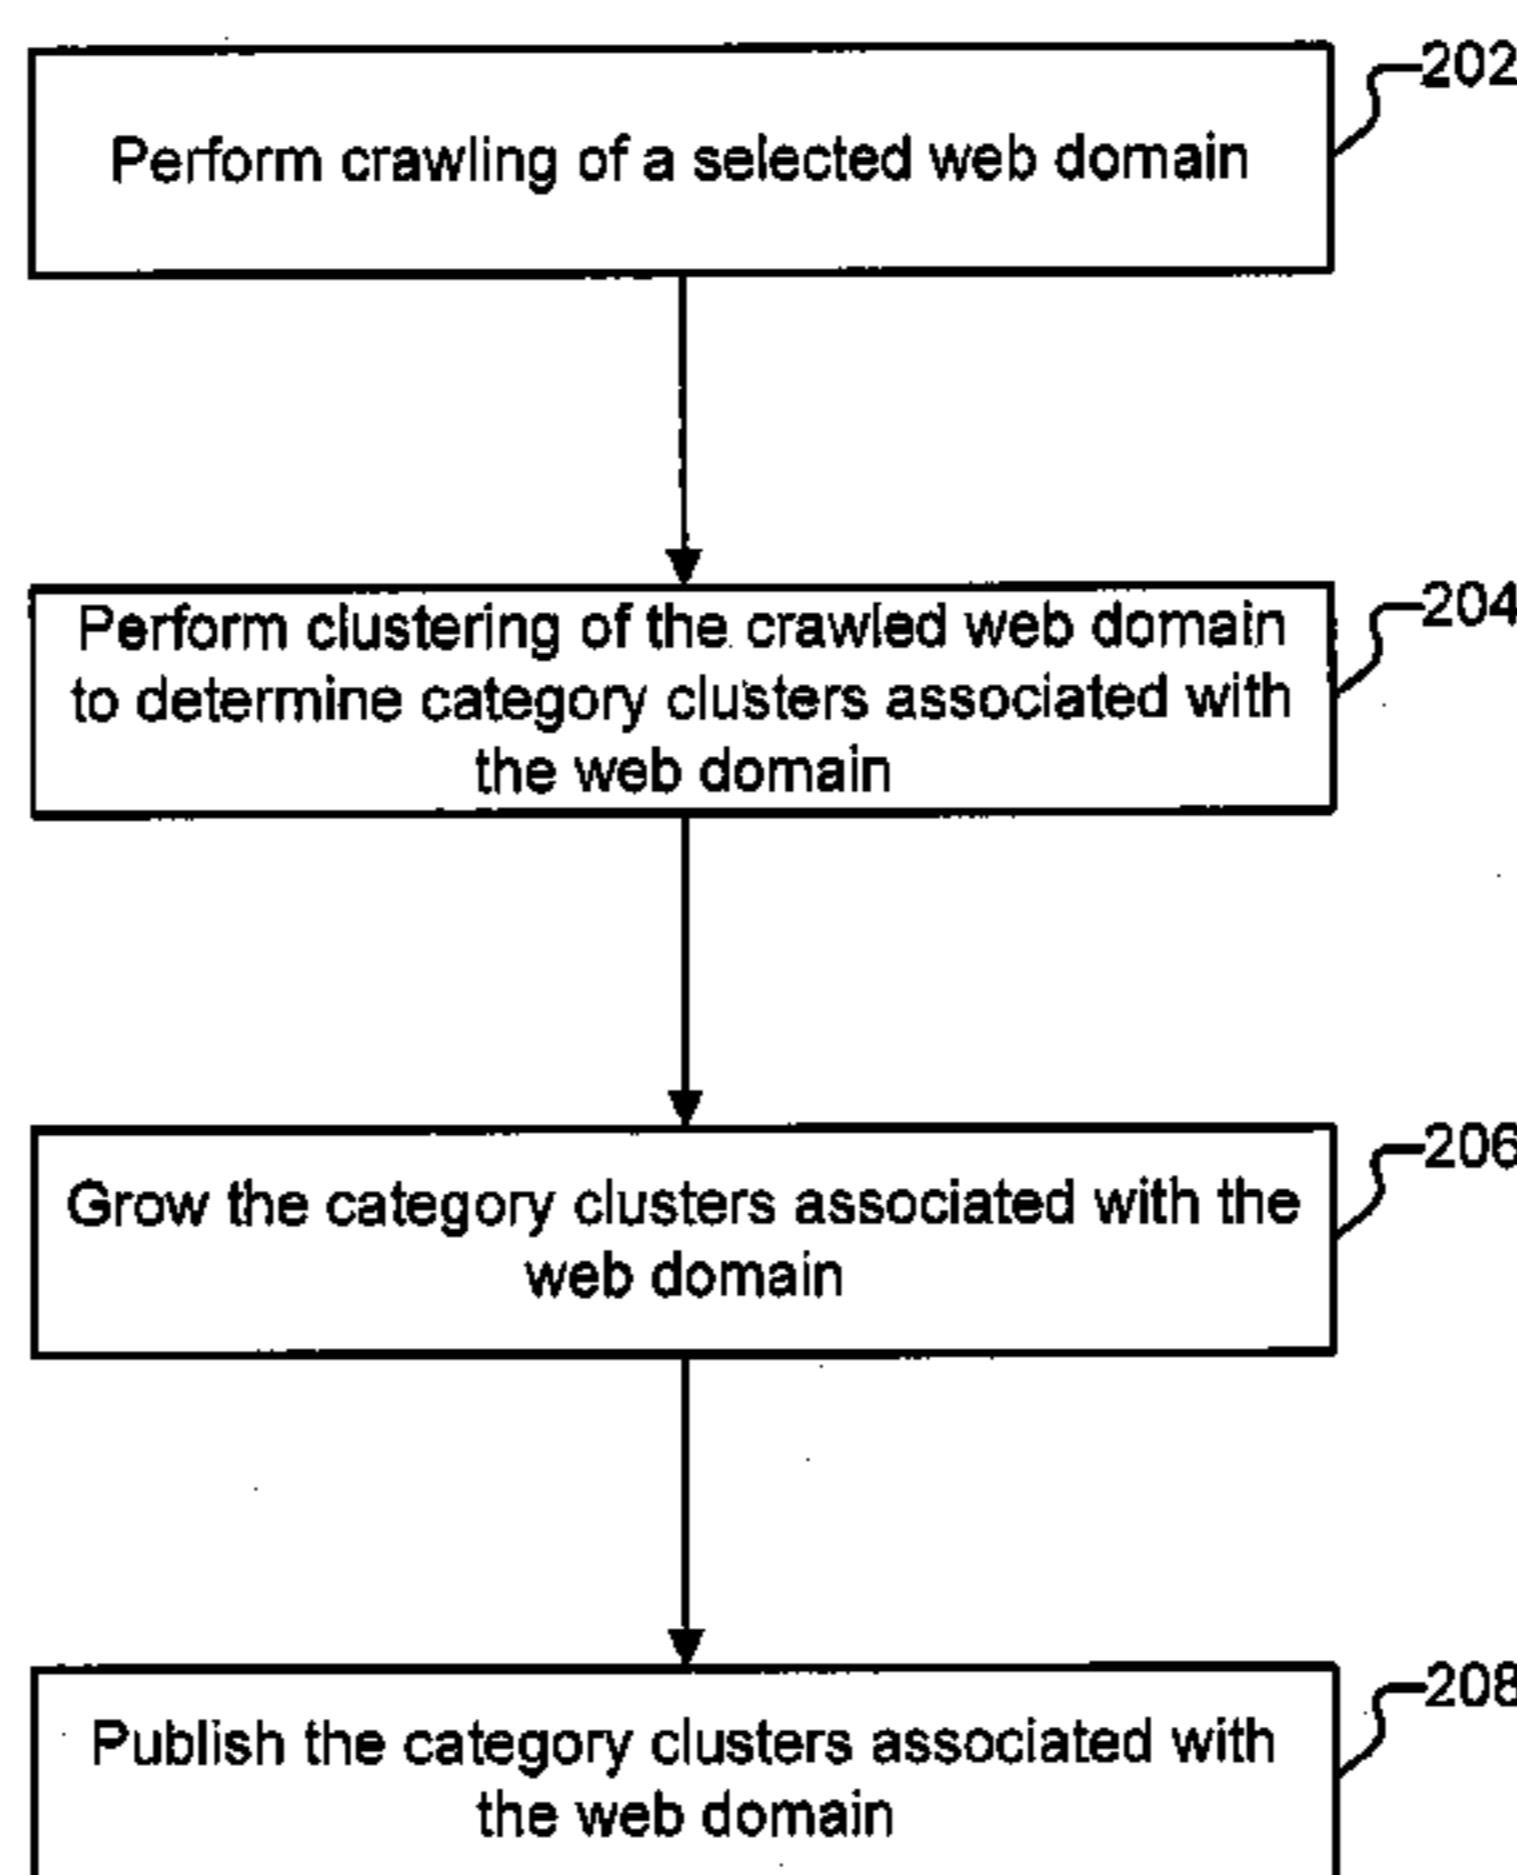 202
Perform crawling of a selected web domain
204
Perform clustering of the crawled web domain
to determine category clusters associated with
the web domain
206
Grow the category clusters associated with the
web domain
208
Publish the category clusters associated with
the web domain